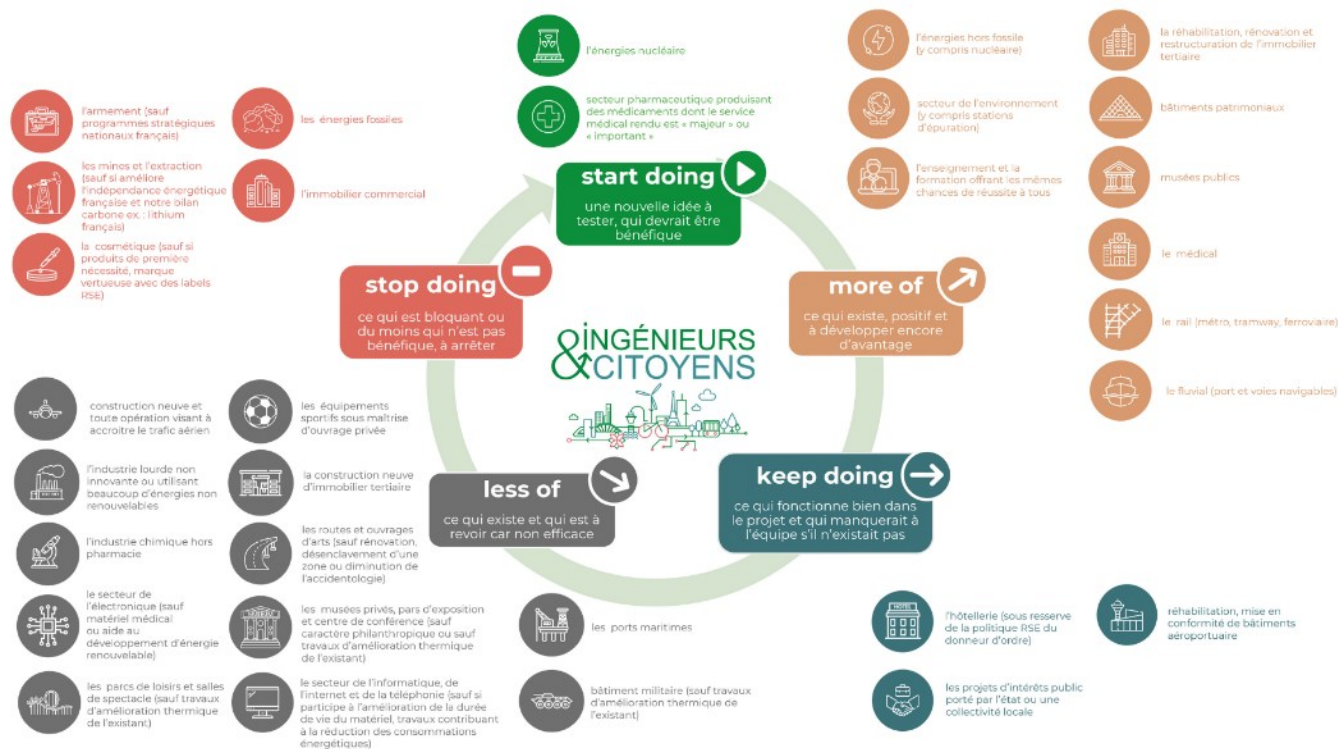 l'énergies nucléaire
secteur pharmaceutique produisant
des médicaments dont le service
médical rendu est « majeur » ou
« important »
start doing
une nouvelle idée à
tester, qui devrait être
bénéfique
l'énergies hors fossile
(y compris nucléaire)
secteur de l'environnement
(y compris stations
d'épuration)
l'enseignement et la
formation offrant les mêmes
chances de réussite à tous
la réhabilitation, rénovation et
restructuration de l'immobilier
tertiaire
bâtiments patrimoniaux
musées publics
le médical
le rail (métro, tramway, ferroviaire)
le fluvial (port et voies navigables)
more of
ce qui existe, positif et
à développer encore
d'avantage
l'armement (sauf
programmes stratégiques
nationaux français)
les mines et l'extraction
(sauf si améliore
l'indépendance énergétique
française et notre bilan
carbone ex. : lithium
français)
la cosmétique (sauf si
produits de première
nécessité, marque
vertueuse avec des labels
RSE)
les énergies fossiles
l'immobilier commercial
stop doing
ce qui est bloquant ou
du moins qui n'est pas
bénéfique, à arrêter
INGÉNIEURS
&CITOYENS
keep doing
ce qui fonctionne bien dans
le projet et qui manquerait à
l'équipe s'il n'existait pas
HOTEL
l'hôtellerie (sous resserve
de la politique RSE du
donneur d'ordre)
les projets d'intérêts public
porté par l'état ou une
collectivité locale
réhabilitation, mise en
conformité de bâtiments
aéroportuaire
less of
ce qui existe et qui est à
revoir car non efficace
construction neuve et
toute opération visant à
accroitre le trafic aérien
l'industrie lourde non
innovante ou utilisant
beaucoup d'énergies non
renouvelables
l'industrie chimique hors
pharmacie
le secteur de
l'électronique (sauf
matériel médical
ou aide au
développement d'énergie
renouvelable)
les parcs de loisirs et salles
de spectacle (sauf travaux
d'amélioration thermique
de l'existant)
les équipements
sportifs sous maîtrise
d'ouvrage privée
la construction neuve
d'immobilier tertiaire
les routes et ouvrages
d'arts (sauf rénovation,
désenclavement d'une
zone ou diminution de
l'accidentologie)
les musées privés, parcs d'exposition
et centre de conférence (sauf
caractère philanthropique ou sauf
travaux d'amélioration thermique
de l'existant)
le secteur de l'informatique, de
l'internet et de la téléphonie (sauf si
participe à l'amélioration de la durée
de vie du matériel, travaux contribuant
à la réduction des consommations
énergétiques)
les ports maritimes
bâtiment militaire (sauf travaux
d'amélioration thermique de
l'existant)